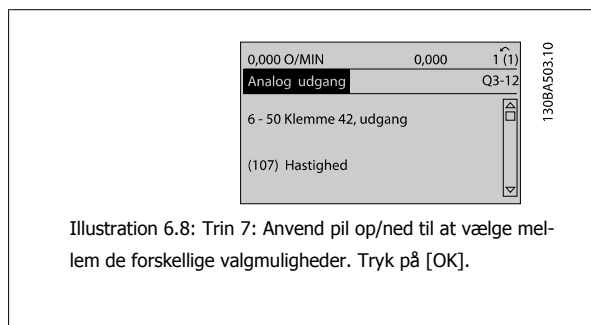 0,000 O/MIN 0,000 1 (1)
Analog udgang Q3-12
6 - 50 Klemme 42, udgang
(107) Hastighed
130BA503.10
Illustration 6.8: Trin 7: Anvend pil op/ned til at vælge mel-
lem de forskellige valgmuligheder. Tryk på [OK].